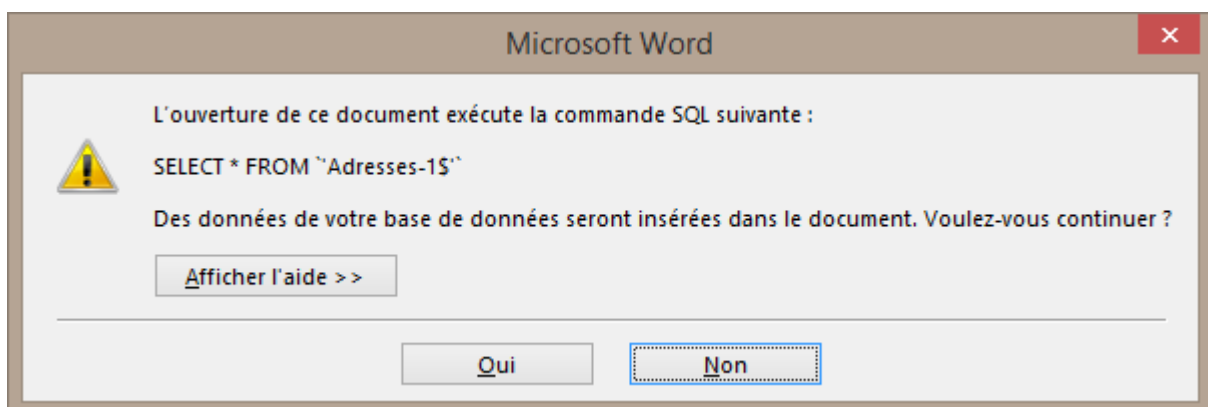 Microsoft Word
L'ouverture de ce document exécute la commande SQL suivante :
SELECT * FROM `'Adresses-1$'`
Des données de votre base de données seront insérées dans le document. Voulez-vous continuer ?
Afficher l'aide >>
Oui
Non